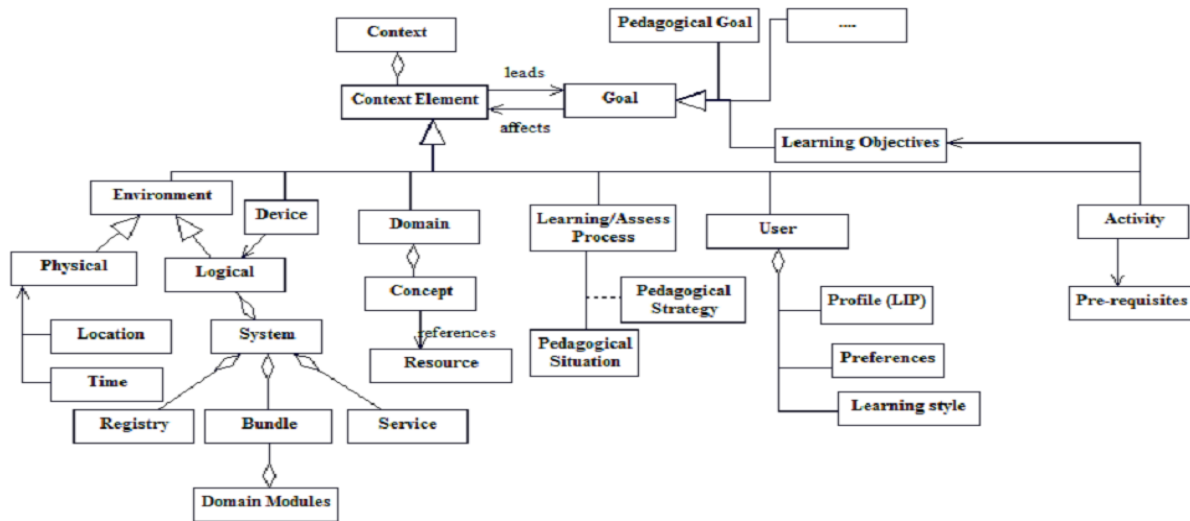 Pedagogical Goal
....
Context
leads
Context Element
Goal
affects
Learning Objectives
Environment
Device
Domain
Learning/Assess
Process
User
Activity
Physical
Logical
Concept
Pedagogical
Strategy
Profile (LIP)
Pre-requisites
Location
System
references
Pedagogical
Situation
Preferences
Resource
Time
Learning style
Registry
Bundle
Service
Domain Modules